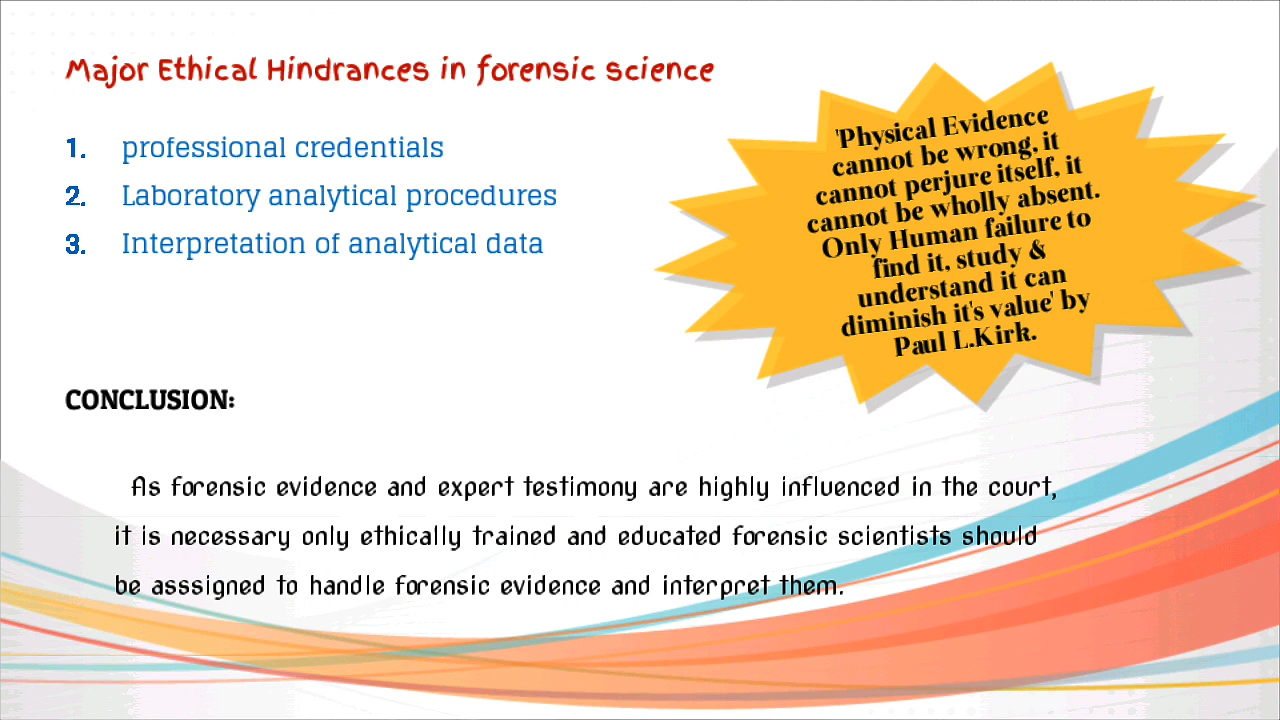 Major Ethical Hindrances in forensic science
1. professional credentials
2. Laboratory analytical procedures
3. Interpretation of analytical data
'Physical Evidence
cannot be wrong, it
cannot perjure itself, it
cannot be wholly absent.
Only Human failure to
find it, study &
understand it can
diminish it's value' by
Paul L.Kirk.
CONCLUSION:
As forensic evidence and expert testimony are highly influenced in the court,
it is necessary only ethically trained and educated forensic scientists should
be asssigned to handle forensic evidence and interpret them.